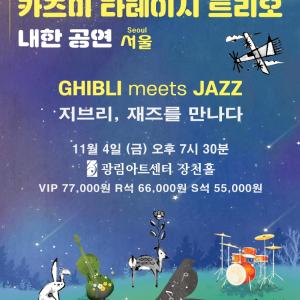 카즈미 타테이시 트리오
내한 공연 Seoul 서울
GHIBLI meets JAZZ
지브리, 재즈를 만나다
11월 4일 (금) 오후 7시 30분
광림아트센터 장천홀
VIP 77,000원 R석 66,000원 S석 55,000원